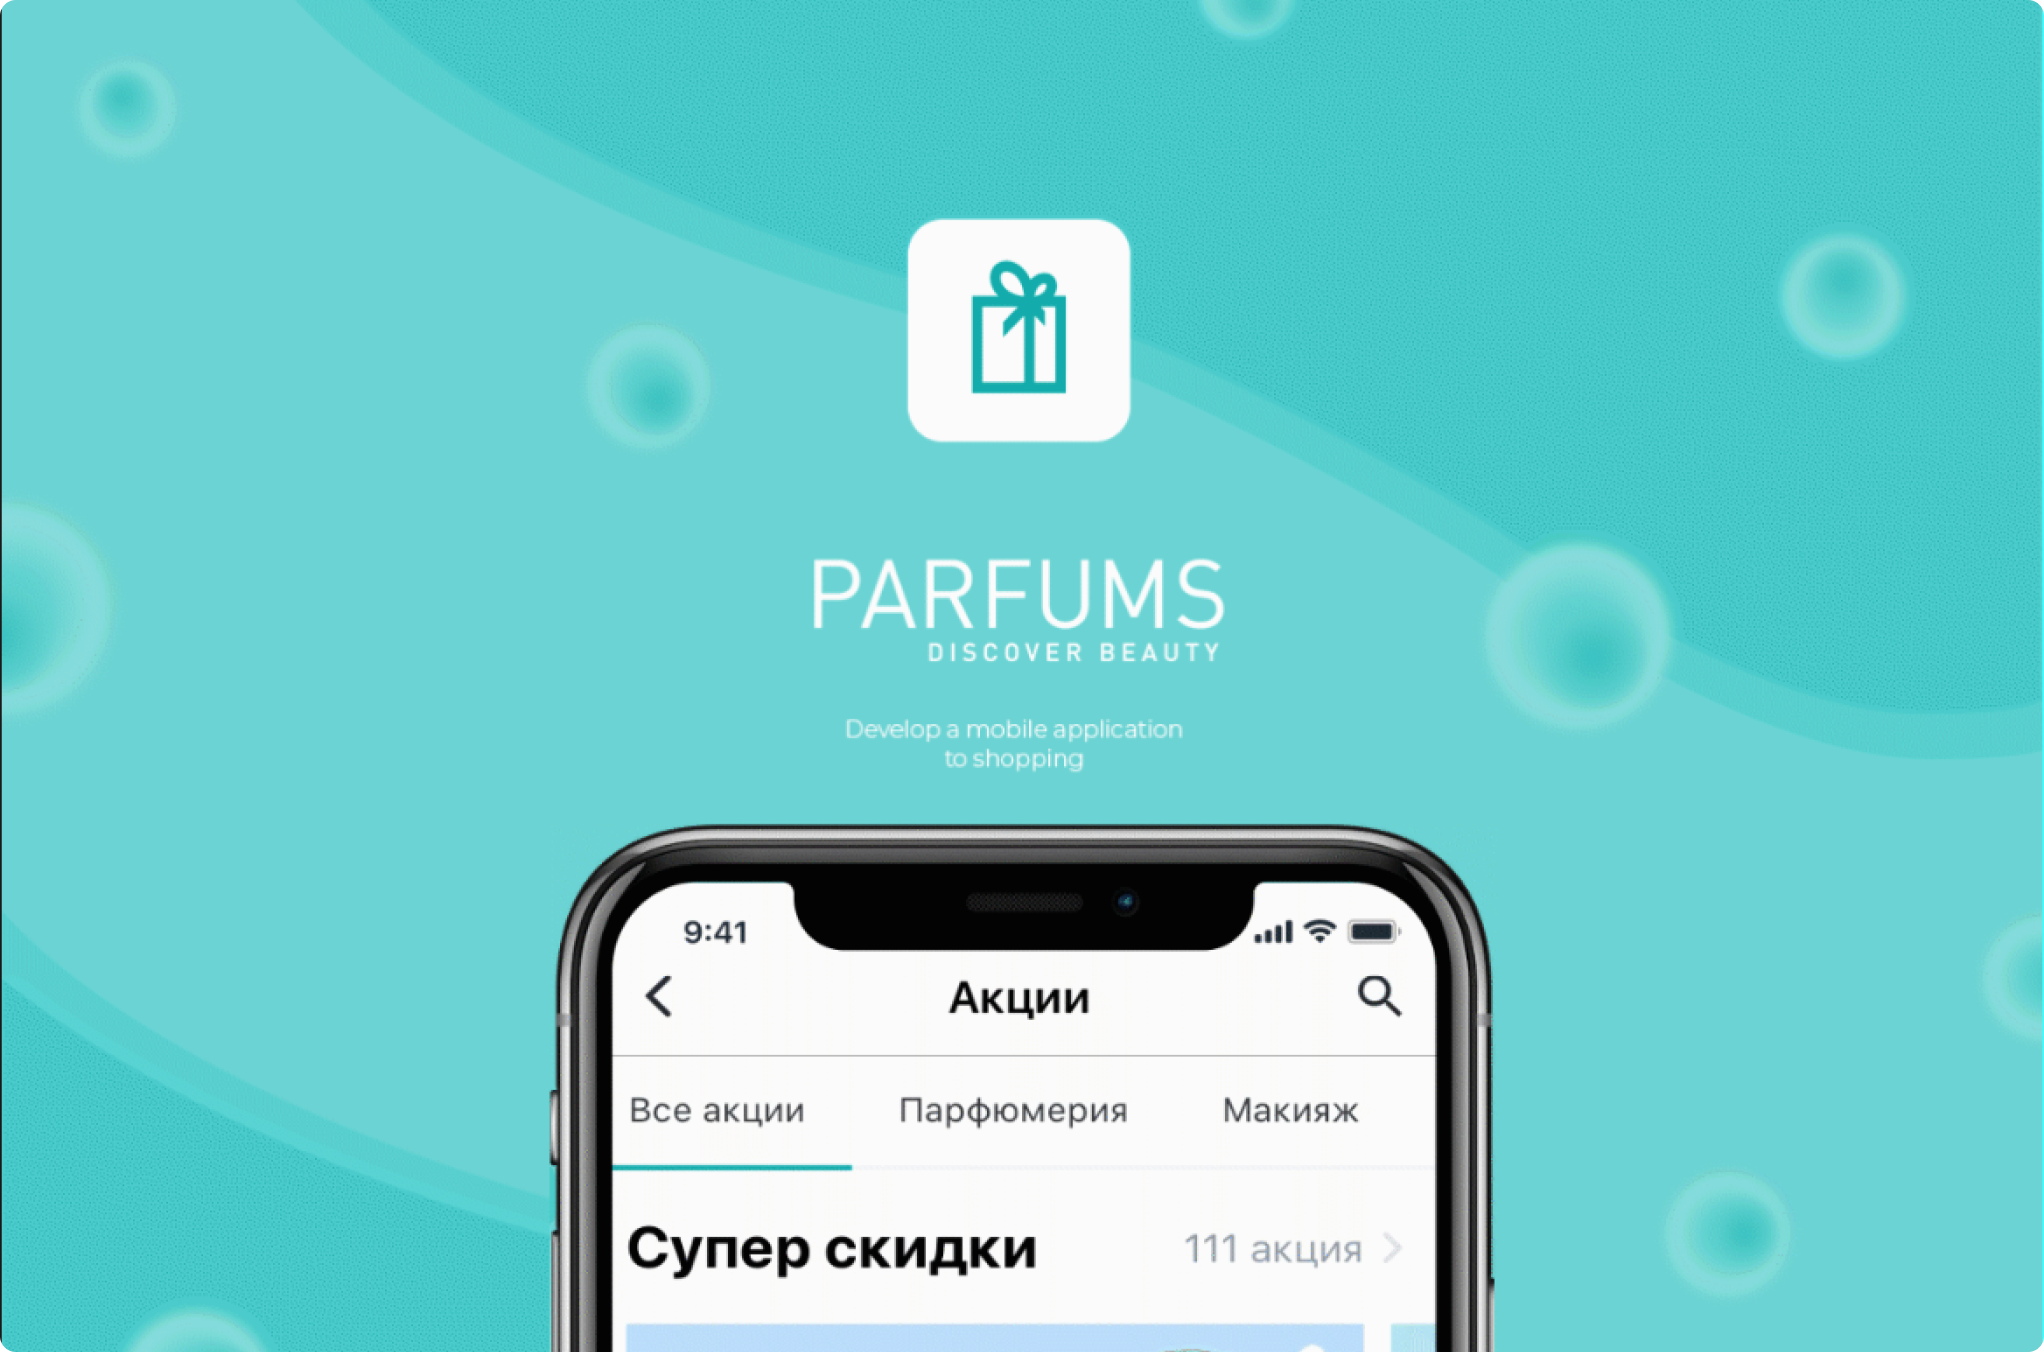 PARFUMS
DISCOVER BEAUTY
Develop a mobile application
to shopping
9:41
Акции
Все акции Парфюмерия Макияж
Супер скидки 111 акция